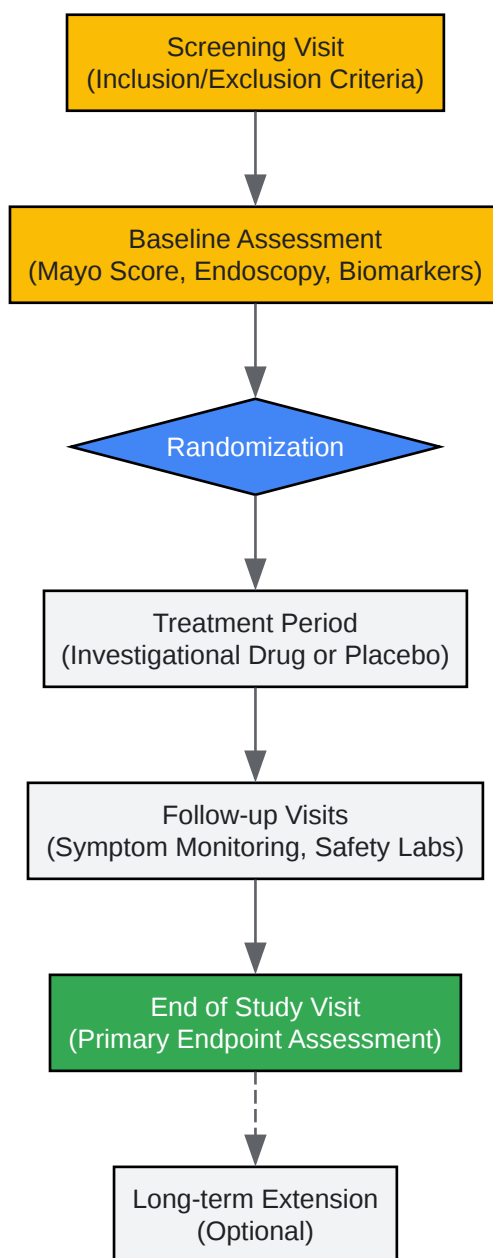 Screening Visit
(Inclusion/Exclusion Criteria)
Baseline Assessment
(Mayo Score, Endoscopy, Biomarkers)
Randomization
Treatment Period
(Investigational Drug or Placebo)
Follow-up Visits
(Symptom Monitoring, Safety Labs)
End of Study Visit
(Primary Endpoint Assessment)
Long-term Extension
(Optional)